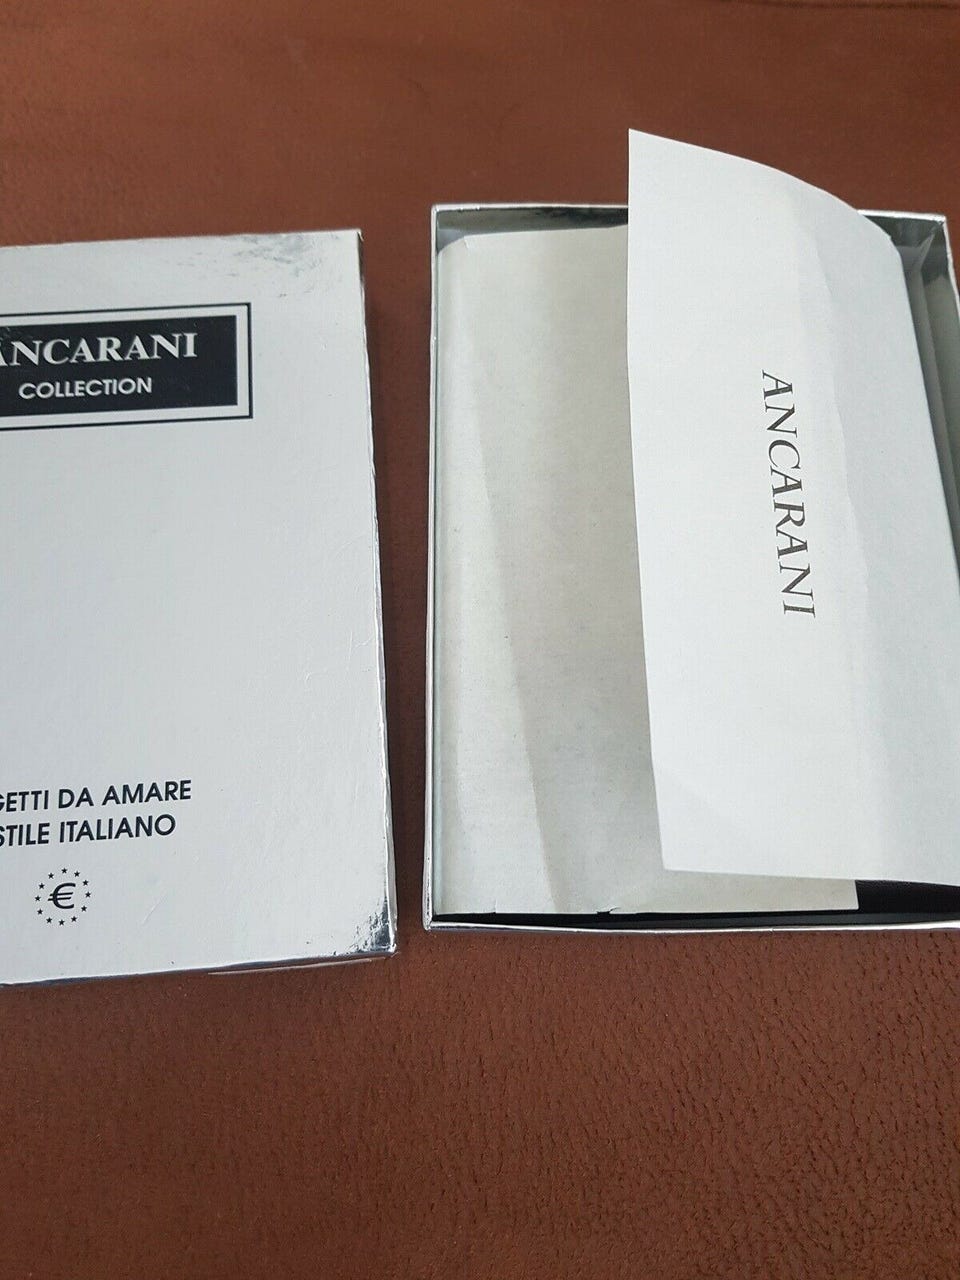 ANCARANI
COLLECTION
GETTI DA AMARE
STILE ITALIANO
€
ANCARANI